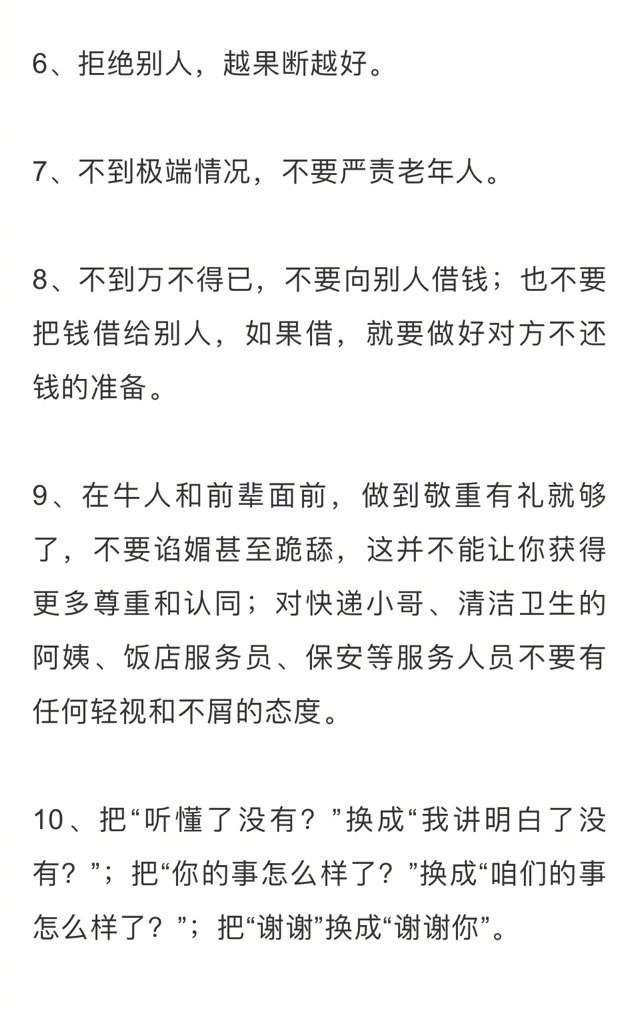 6、拒绝别人，越果断越好。
7、不到极端情况，不要严责老年人。
8、不到万不得已，不要向别人借钱；也不要
把钱借给别人，如果借，就要做好对方不还
钱的准备。
9、在牛人和前辈面前，做到敬重有礼就够
了，不要谄媚甚至跪舔，这并不能让你获得
更多尊重和认同；对快递小哥、清洁卫生的
阿姨、饭店服务员、保安等服务人员不要有
任何轻视和不屑的态度。
10、把“听懂了没有？”换成“我讲明白了没
有？”；把“你的事怎么样了？”换成“咱们的事
怎么样了？”；把“谢谢”换成“谢谢你”。